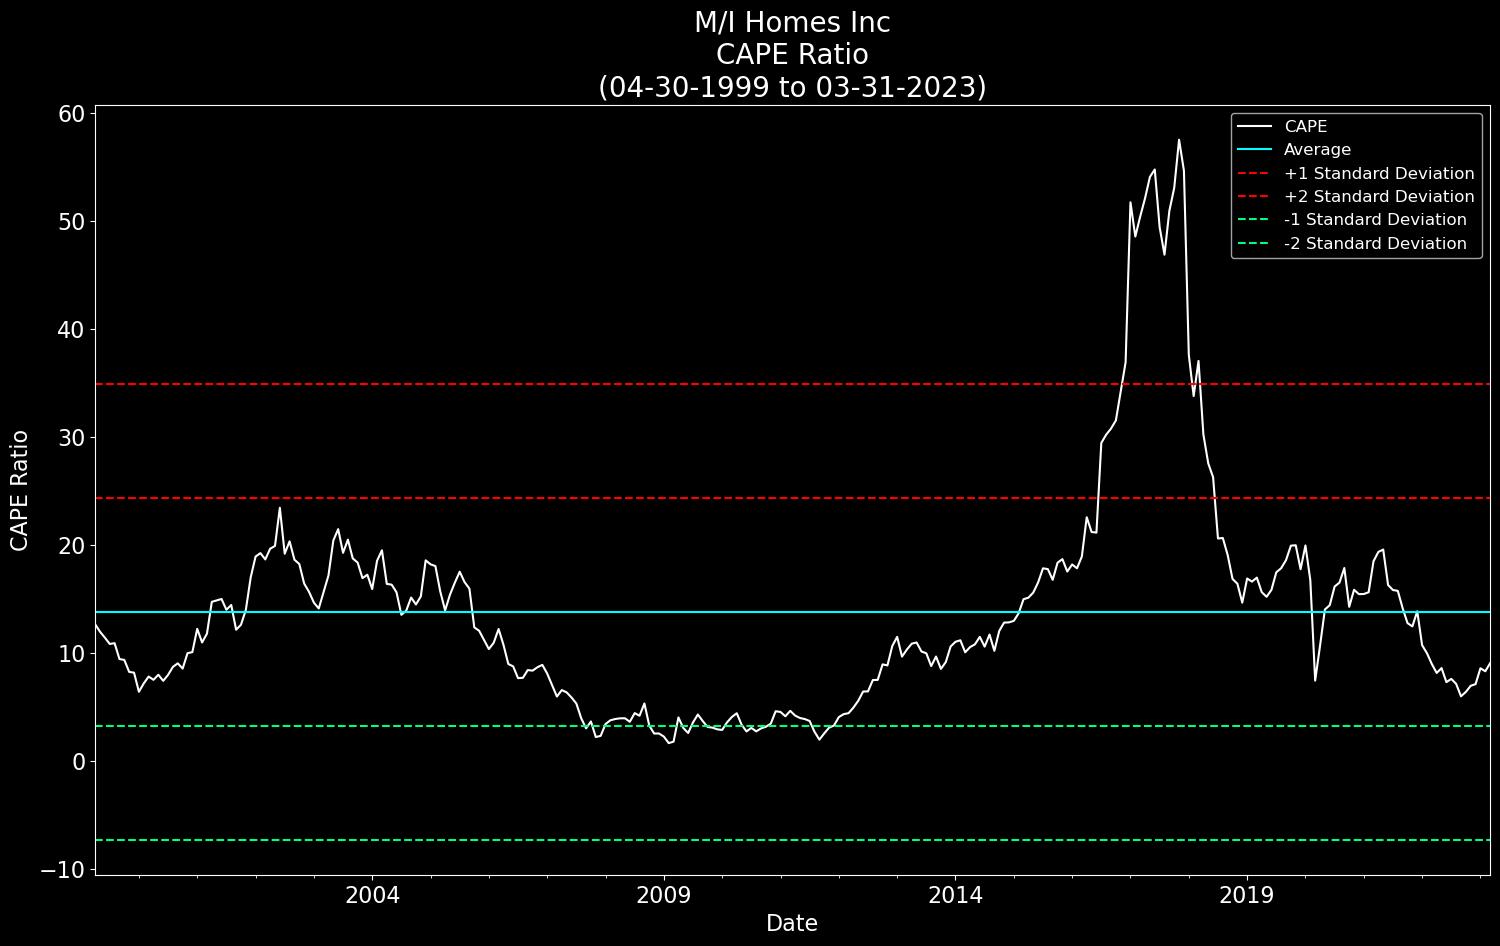 M/I Homes Inc
CAPE Ratio
(04-30-1999 to 03-31-2023)
60
50
40
30
20
10
0
−10
CAPE Ratio
CAPE
Average
+1 Standard Deviation
+2 Standard Deviation
-1 Standard Deviation
-2 Standard Deviation
2004 2009 2014 2019
Date